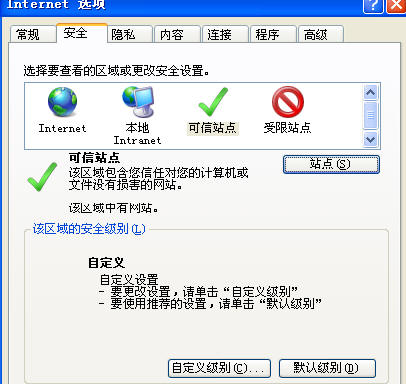 Internet 选项
常规 安全 隐私 内容 连接 程序 高级
选择要查看的区域或更改安全设置。
Internet 本地 可信站点 受限站点
Intranet
可信站点
站点(S)
该区域包含您信任对您的计算机或
文件没有损害的网站。
该区域中有网站。
该区域的安全级别(L)
自定义
自定义设置
- 要更改设置,请单击“自定义级别”
- 要使用推荐的设置,请单击“默认级别”
自定义级别(C)... 默认级别(D)